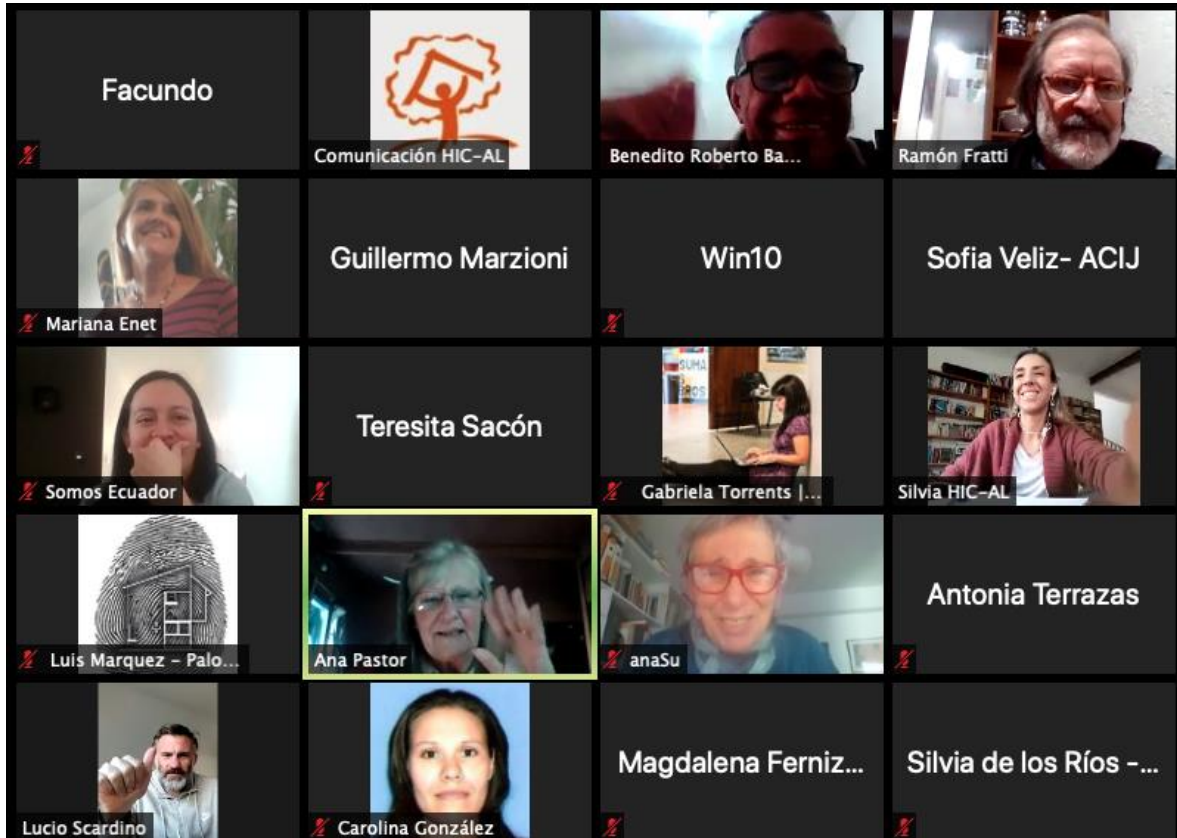 Facundo
Comunicación HIC-AL
Benedito Roberto Ba...
Ramón Fratti
Mariana Enet
Guillermo Marzioni
Win10
Sofia Veliz- ACIJ
Somos Ecuador
Teresita Sacón
SUMA
Gabriela Torrents |...
Silvia HIC-AL
Luis Marquez - Palo...
Ana Pastor
anaSu
Antonia Terrazas
Lucio Scardino
Carolina González
Magdalena Ferniz...
Silvia de los Ríos -...